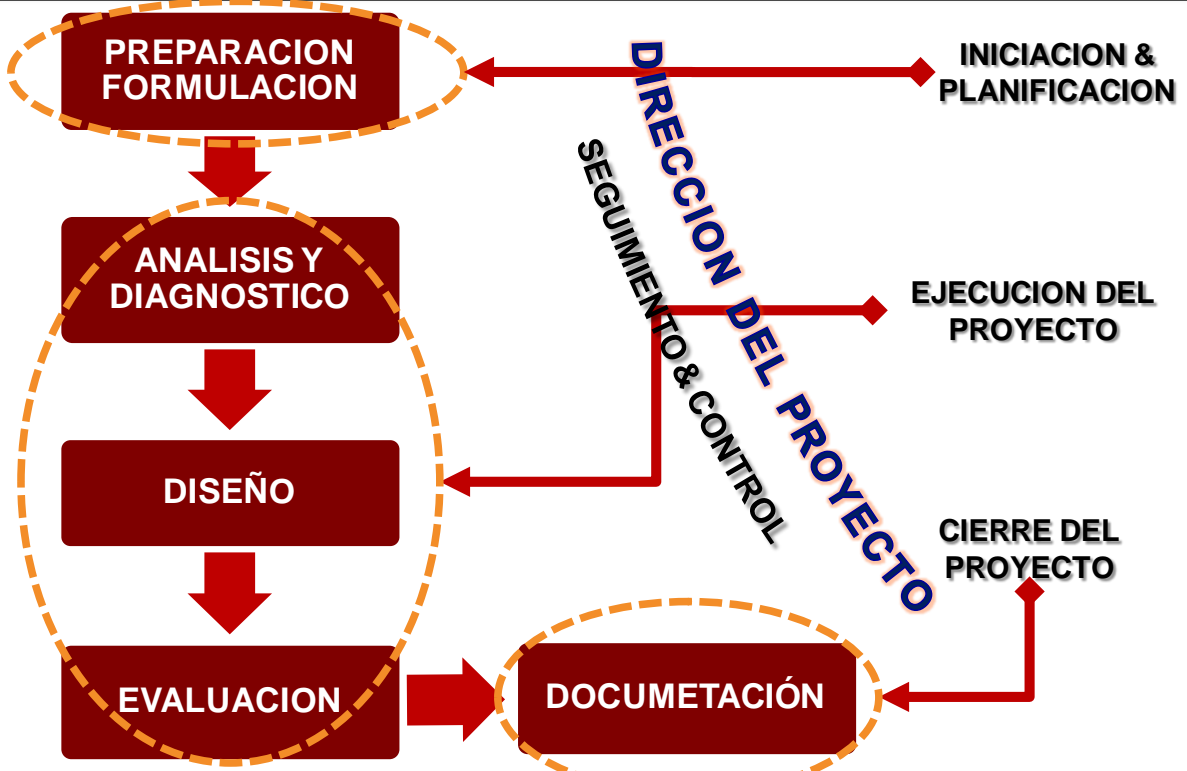 PREPARACION
FORMULACION
INICIACION &
PLANIFICACION
DIRECCION DEL PROYECTO
SEGUIMIENTO & CONTROL
ANALISIS Y
DIAGNOSTICO
EJECUCION DEL
PROYECTO
DISEÑO
CIERRE DEL
PROYECTO
EVALUACION
DOCUMETACIÓN